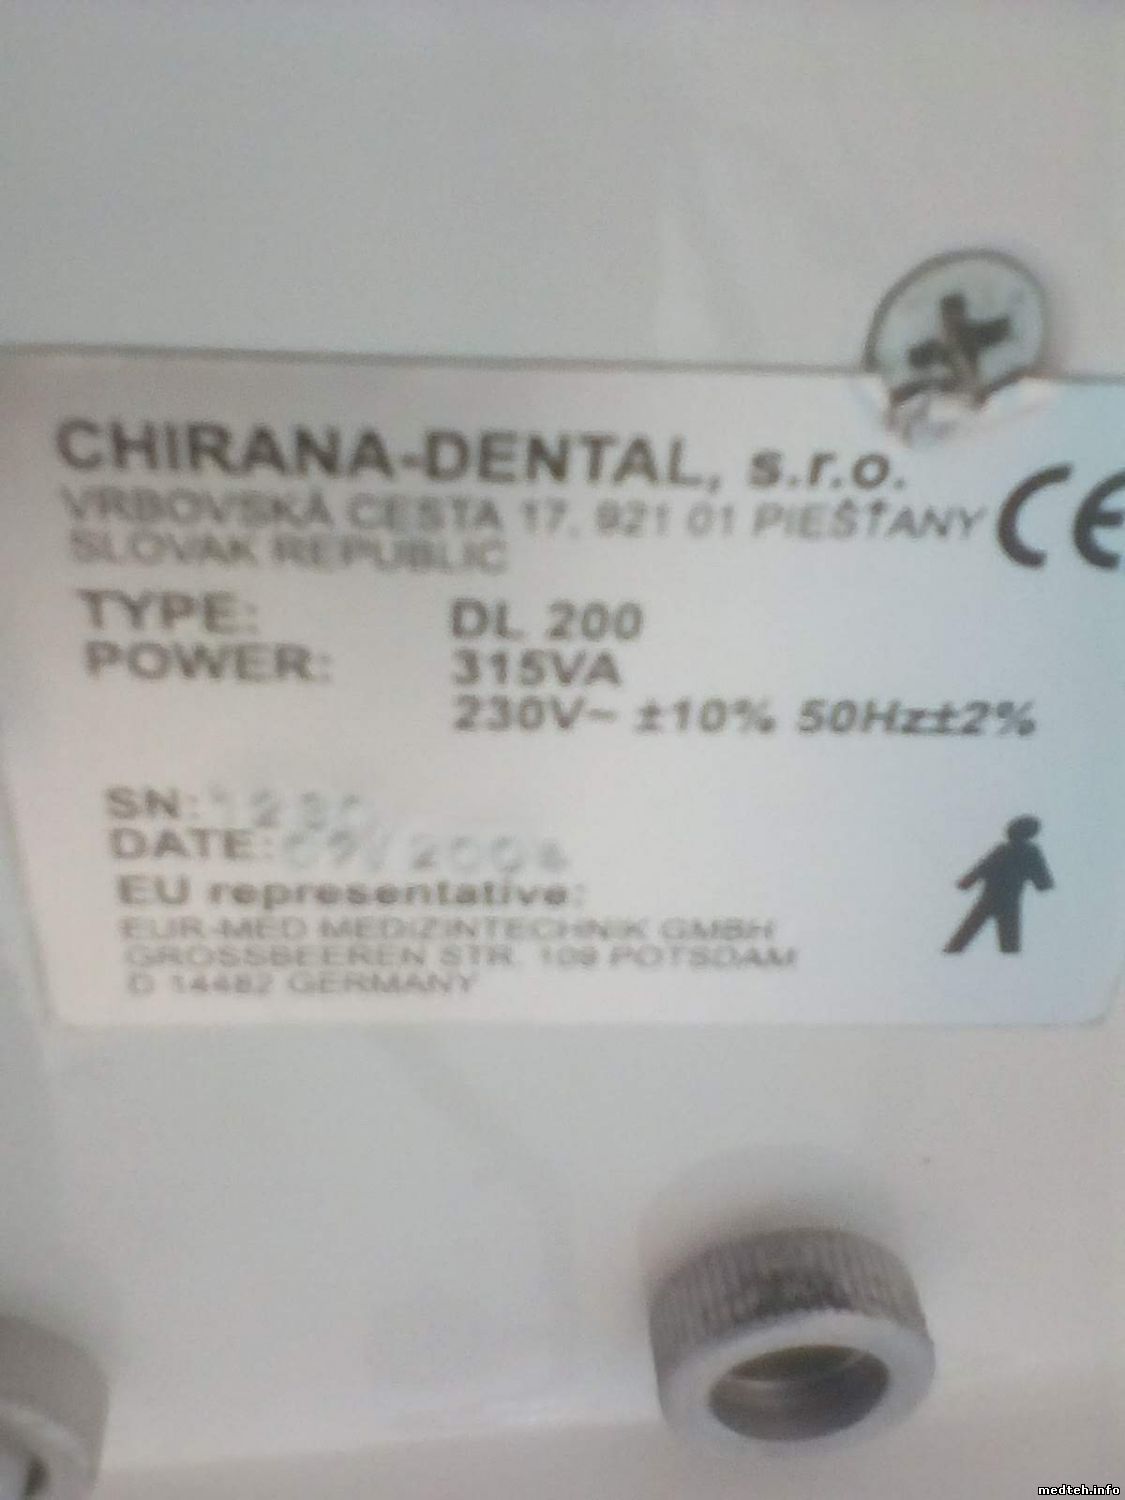 CHIRANA-DENTAL, s.r.o.
VRBOVSKÁ CESTA 17, 921 01 PIEŠŤANY
SLOVAK REPUBLIC
CE
TYPE: DL 200
POWER: 315VA
230V~ ±10% 50Hz±2%
SN:
DATE:
EU representative:
EUR-MED MEDIZINTECHNIK GMBH
GROSSBEEREN STR. 109 POTSDAM
D 14482 GERMANY
medteh.info